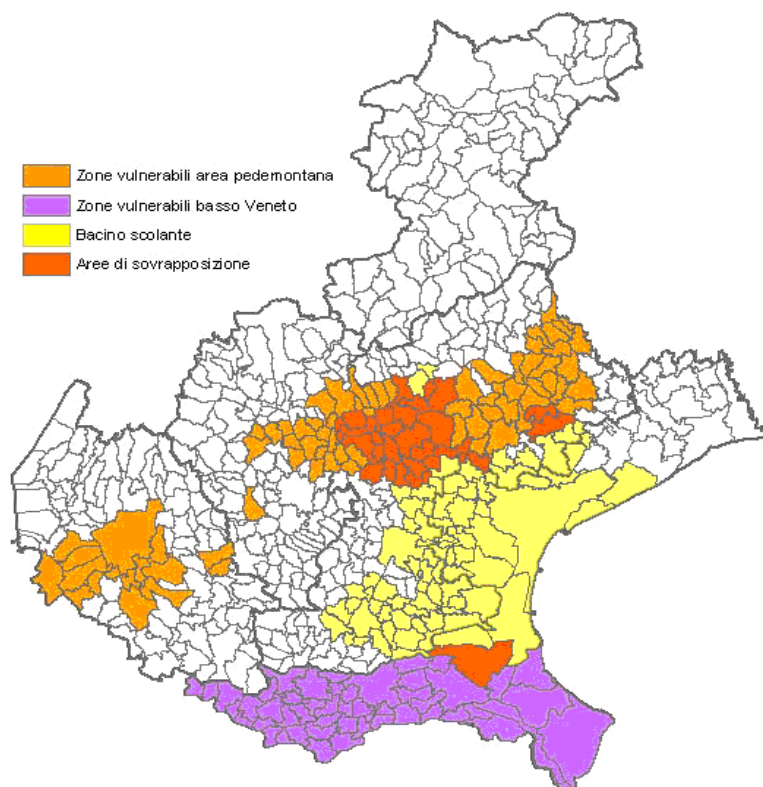 Zone vulnerabili area pedemontana
Zone vulnerabili basso Veneto
Bacino scolante
Aree di sovrapposizione